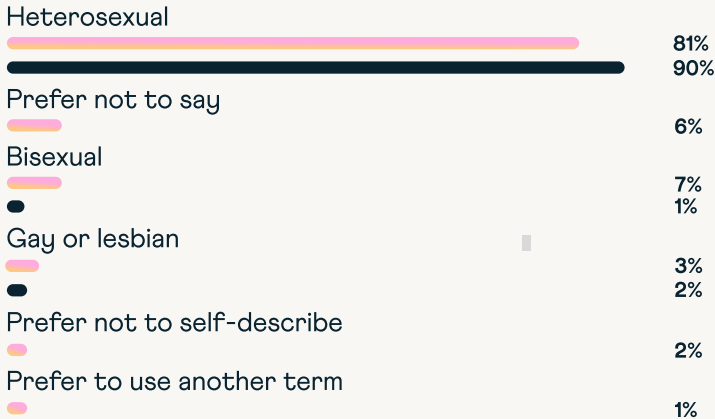 Heterosexual
81%
90%
Prefer not to say
6%
Bisexual
7%
1%
Gay or lesbian
3%
2%
Prefer not to self-describe
2%
Prefer to use another term
1%